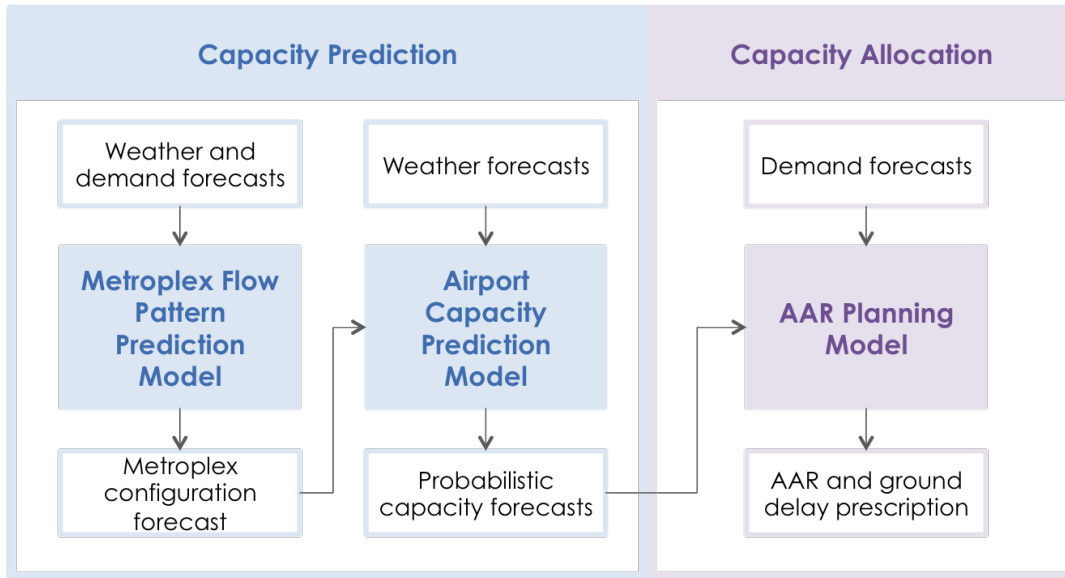 Capacity Prediction
Capacity Allocation
Weather and
demand forecasts
Weather forecasts
Demand forecasts
Metroplex Flow
Pattern
Prediction
Model
Airport
Capacity
Prediction
Model
AAR Planning
Model
Metroplex
configuration
forecast
Probabilistic
capacity forecasts
AAR and ground
delay prescription